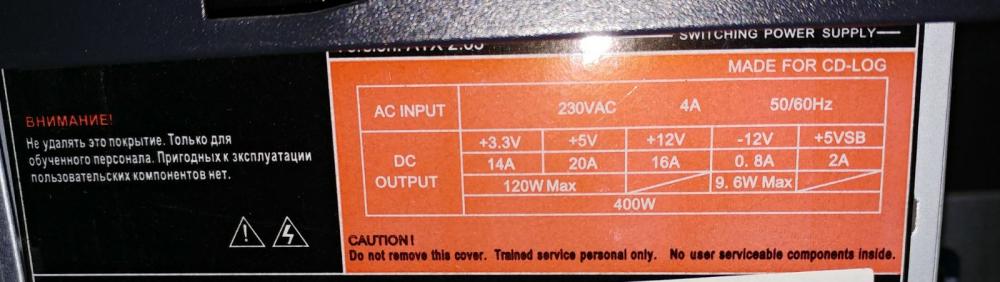 SWITCHING POWER SUPPLY
MADE FOR CD-LOG
ВНИМАНИЕ!
Не удалять это покрытие. Только для
обученного персонала. Пригодных к эксплуатации
пользовательских компонентов нет.
AC INPUT 230VAC 4A 50/60Hz
DC OUTPUT
+3.3V +5V +12V -12V +5VSB
14A 20A 16A 0.8A 2A
120W Max 9.6W Max
400W
CAUTION!
Do not remove this cover. Trained service personal only. No user serviceable components inside.